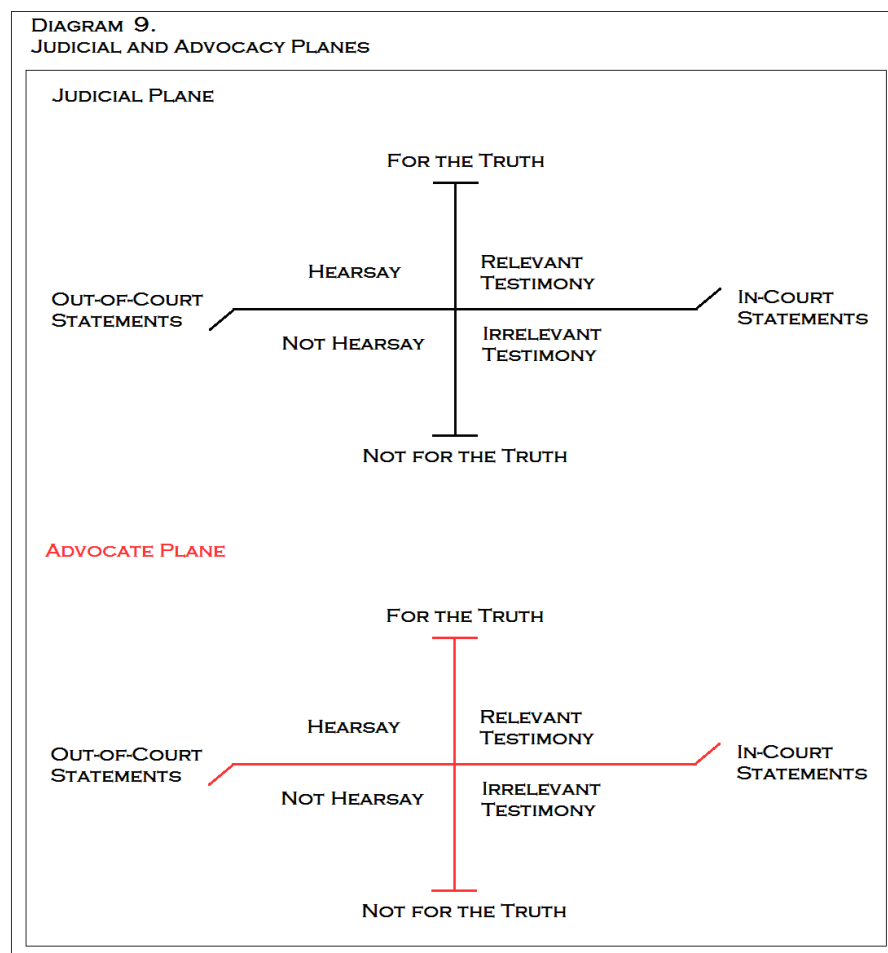 Diagram 9.
Judicial and Advocacy Planes
Judicial Plane
For the Truth
Hearsay
Relevant
Testimony
Out-of-Court
Statements
In-Court
Statements
Not Hearsay
Irrelevant
Testimony
Not for the Truth
Advocate Plane
For the Truth
Hearsay
Relevant
Testimony
Out-of-Court
Statements
In-Court
Statements
Not Hearsay
Irrelevant
Testimony
Not for the Truth